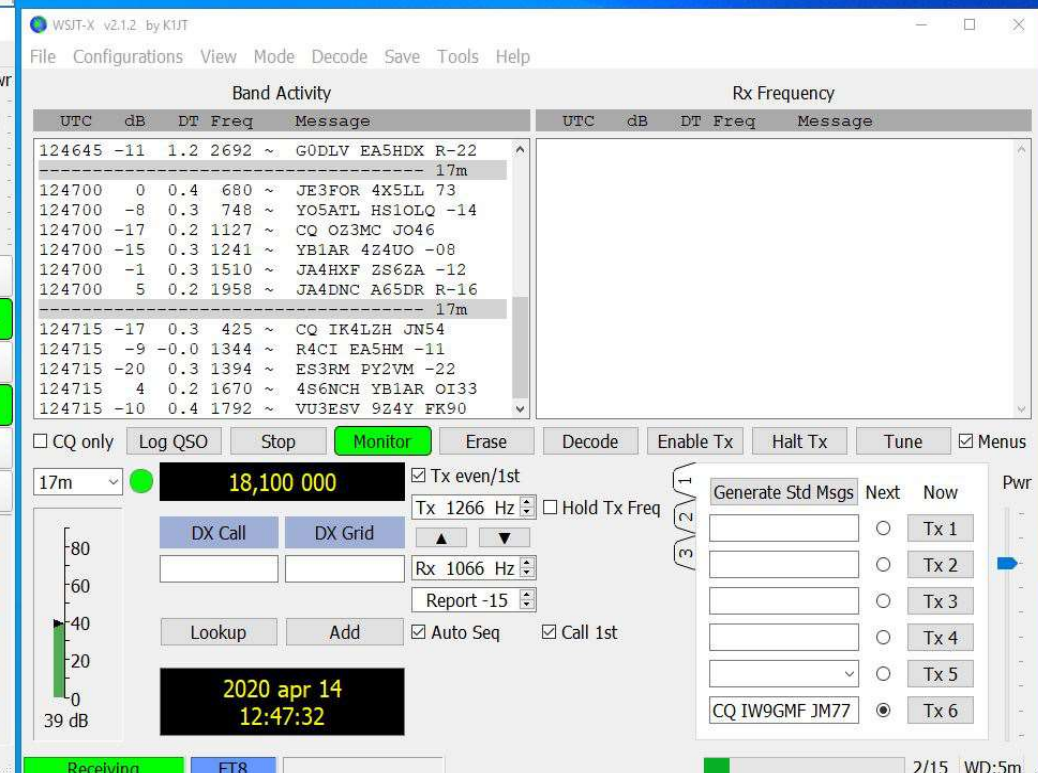 WSJT-X v2.1.2 by K1JT
File Configurations View Mode Decode Save Tools Help
Band Activity
Rx Frequency
UTC dB DT Freq Message
UTC dB DT Freq Message
124645 -11 1.2 2692 ~ G0DLV EA5HDX R-22
------------------------------------ 17m
124700 0 0.4 680 ~ JE3FOR 4X5LL 73
124700 -8 0.3 748 ~ YO5ATL HS1OLQ -14
124700 -17 0.2 1127 ~ CQ OZ3MC JO46
124700 -15 0.3 1241 ~ YB1AR 4Z4UO -08
124700 -1 0.3 1510 ~ JA4HXF ZS6ZA -12
124700 5 0.2 1958 ~ JA4DNC A65DR R-16
------------------------------------ 17m
124715 -17 0.3 425 ~ CQ IK4LZH JN54
124715 -9 -0.0 1344 ~ R4CI EA5HM -11
124715 -20 0.3 1394 ~ ES3RM PY2VM -22
124715 4 0.2 1670 ~ 4S6NCH YB1AR OI33
124715 -10 0.4 1792 ~ VU3ESV 9Z4Y FK90
CQ only Log QSO Stop Monitor Erase Decode Enable Tx Halt Tx Tune Menus
17m
18,100 000
Tx even/1st
Tx 1266 Hz
Hold Tx Freq
DX Call DX Grid
Rx 1066 Hz
Report -15
Lookup Add
Auto Seq
Call 1st
80
60
40
20
0
39 dB
2020 apr 14
12:47:32
1
2
3
Generate Std Msgs Next Now
Pwr
Tx 1
Tx 2
Tx 3
Tx 4
Tx 5
CQ IW9GMF JM77 Tx 6
Receiving
FT8
2/15
WD:5m